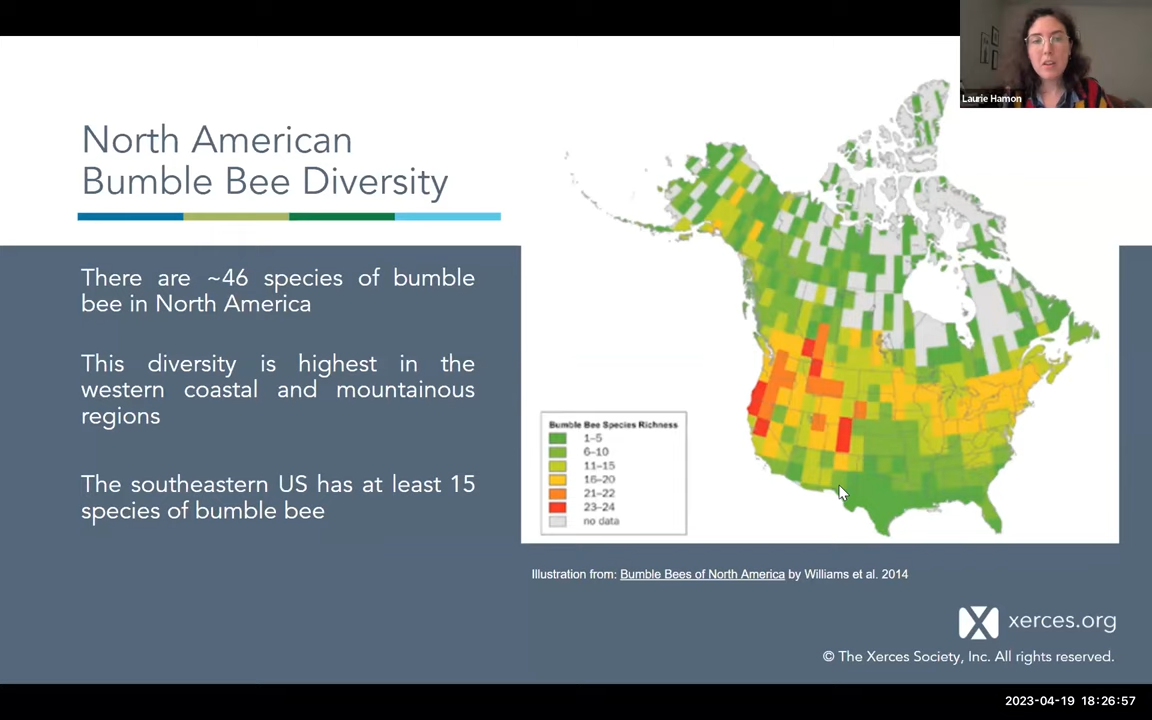 Laurie Hamon
North American
Bumble Bee Diversity
There are ~46 species of bumble
bee in North America
This diversity is highest in the
western coastal and mountainous
regions
The southeastern US has at least 15
species of bumble bee
Bumble Bee Species Richness
1–5
6–10
11–15
16–20
21–22
23–24
no data
Illustration from: Bumble Bees of North America by Williams et al. 2014
xerces.org
© The Xerces Society, Inc. All rights reserved.
2023-04-19 18:26:57